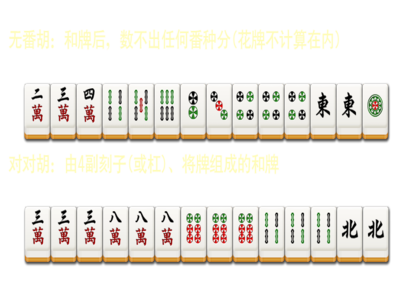 无番胡：和牌后，数不出任何番种分(花牌不计算在内)
二 三 四 東 東
萬 萬 萬
对对胡：由4副刻子(或杠)、将牌组成的和牌
三 三 三 八 八 八 北 北
萬 萬 萬 萬 萬 萬